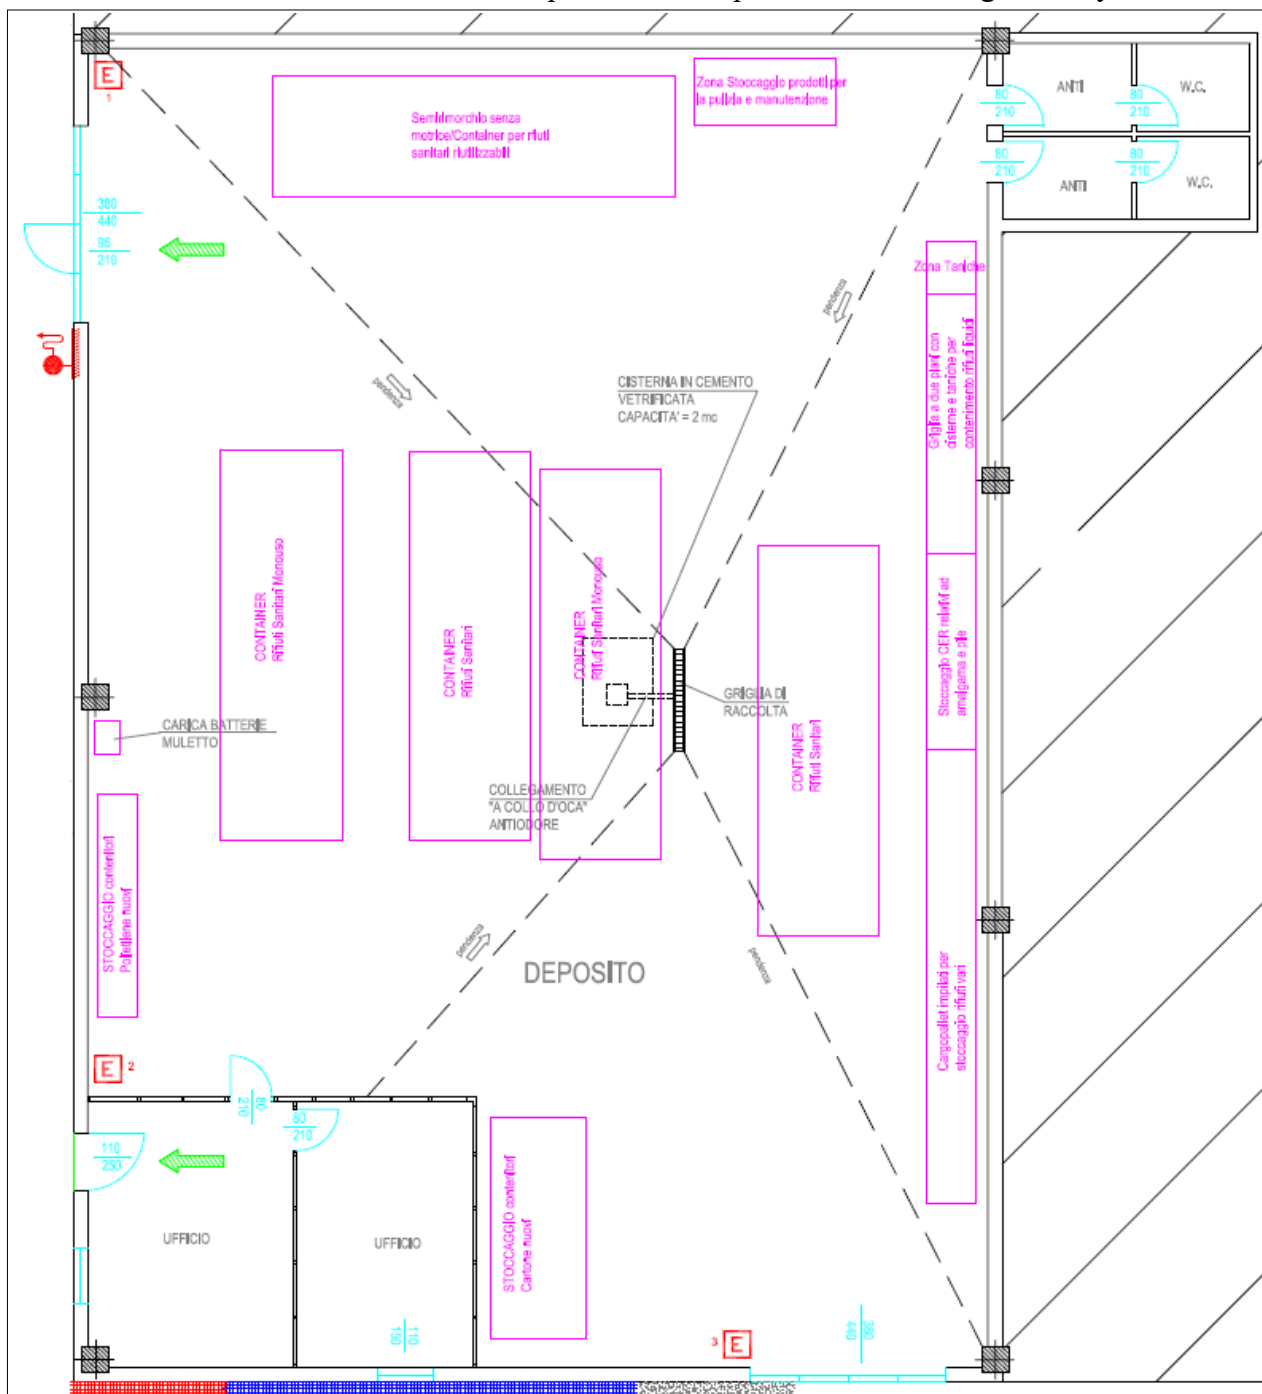 E
1
Semirimorchio senza
motrice/Container per rifiuti
sanitari riutilizzabili
Zona Stoccaggio prodotti per
la pulizia e manutenzione
80
210
ANTI
80
210
W.C.
80
210
ANTI
80
210
W.C.
380
440
95
210
Zona Taniche
pendenza
pendenza
Griglia a due piani con
cisterne e taniche per
contenimento rifiuti liquidi
CISTERNA IN CEMENTO
VETRIFICATA
CAPACITA' = 2 mc
CONTAINER
Rifiuti Sanitari Monouso
CONTAINER
Rifiuti Sanitari
CONTAINER
Rifiuti Sanitari Monouso
CONTAINER
Rifiuti Sanitari
Stoccaggio CER relativi ad
amalgama e pile
GRIGLIA DI
RACCOLTA
CARICA BATTERIE
MULETTO
COLLEGAMENTO
"A COLLO D'OCA"
ANTIODORE
STOCCAGGIO contenitori
Polietilene nuovi
pendenza
pendenza
DEPOSITO
Cargopallet impilati per
stoccaggio rifiuti vari
E
2
80
210
80
210
110
250
UFFICIO
UFFICIO
STOCCAGGIO contenitori
Cartone nuovi
110
150
3
E
380
440